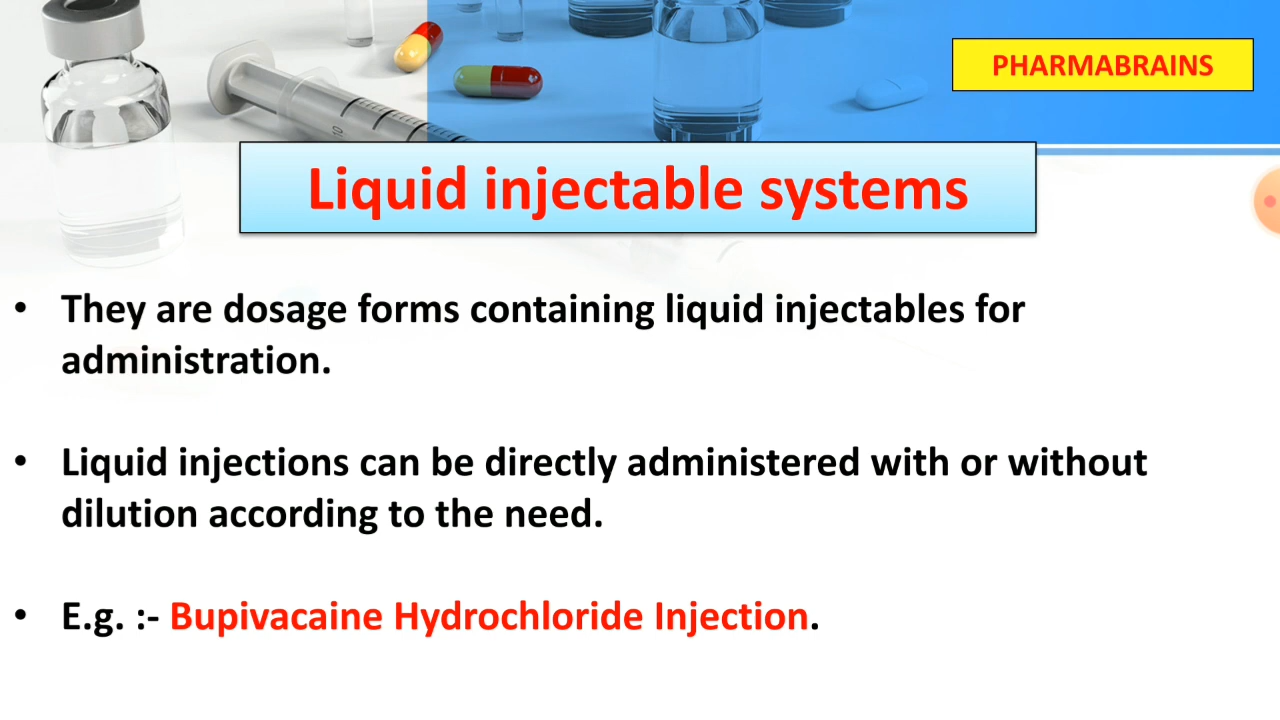 PHARMABRAINS
Liquid injectable systems
• They are dosage forms containing liquid injectables for
administration.
• Liquid injections can be directly administered with or without
dilution according to the need.
• E.g. :- Bupivacaine Hydrochloride Injection.